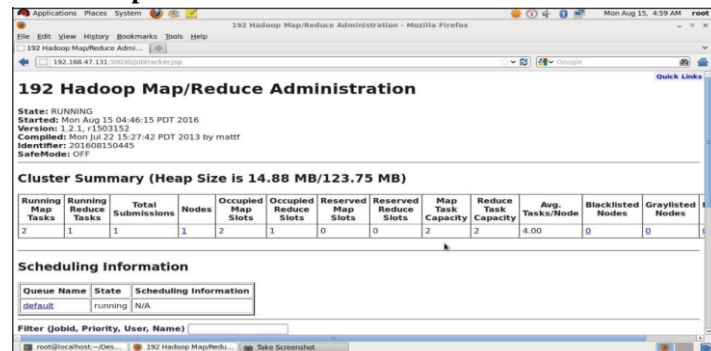 Applications Places System Mon Aug 15, 4:59 AM root
192 Hadoop Map/Reduce Administration - Mozilla Firefox
File Edit View History Bookmarks Tools Help
192 Hadoop Map/Reduce Admi...
192.168.47.131:50030/jobtracker.jsp Google
Quick Links
192 Hadoop Map/Reduce Administration
State: RUNNING
Started: Mon Aug 15 04:46:15 PDT 2016
Version: 1.2.1, r1503152
Compiled: Mon Jul 22 15:27:42 PDT 2013 by mattf
Identifier: 201608150445
SafeMode: OFF
Cluster Summary (Heap Size is 14.88 MB/123.75 MB)
Running Map Tasks Running Reduce Tasks Total Submissions Nodes Occupied Map Slots Occupied Reduce Slots Reserved Map Slots Reserved Reduce Slots Map Task Capacity Reduce Task Capacity Avg. Tasks/Node Blacklisted Nodes Graylisted Nodes
2 1 1 1 2 1 0 0 2 2 4.00 0 0
Scheduling Information
Queue Name State Scheduling Information
default running N/A
Filter (Jobid, Priority, User, Name)
root@localhost:~/Des... 192 Hadoop Map/Redu... Take Screenshot